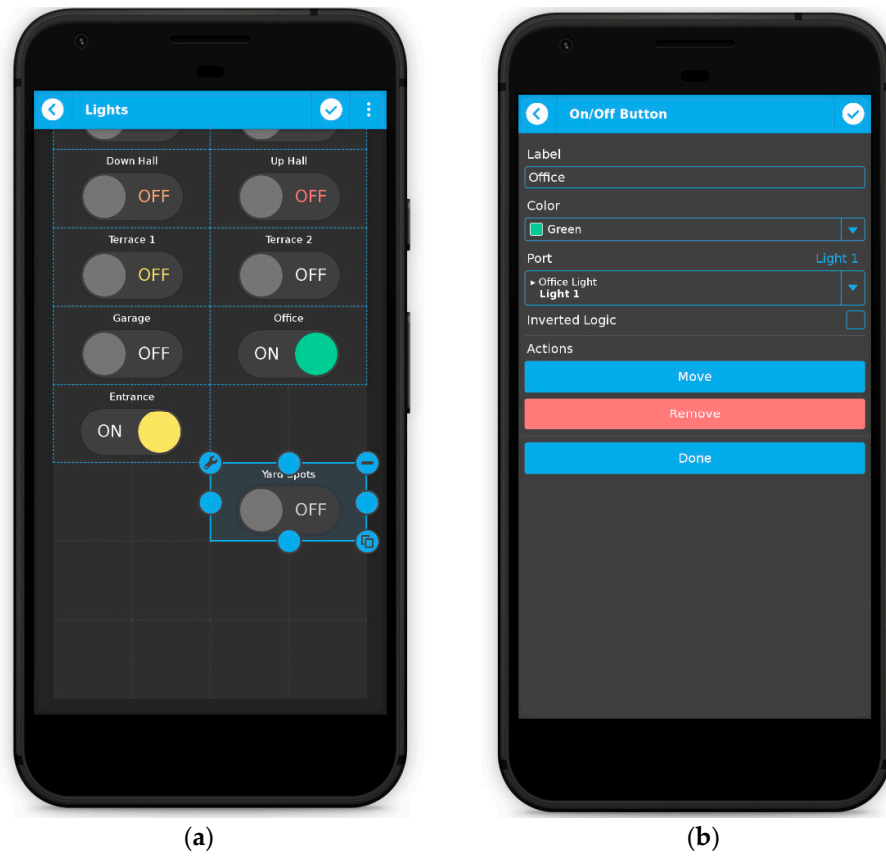 Lights
Down Hall
Up Hall
OFF
OFF
Terrace 1
Terrace 2
OFF
OFF
Garage
Office
OFF
ON
Entrance
ON
Yard Spots
OFF
(a)
On/Off Button
Label
Office
Color
Green
Port
Light 1
▸ Office Light
Light 1
Inverted Logic
Actions
Move
Remove
Done
(b)